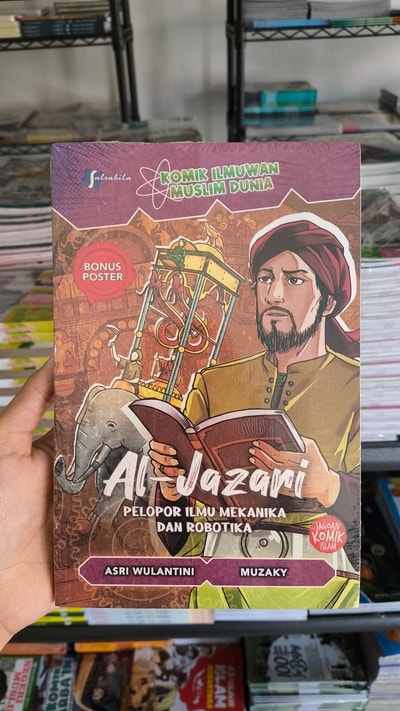 Salsabila
KOMIK ILMUWAN
MUSLIM DUNIA
BONUS
POSTER
Al-Jazari
PELOPOR ILMU MEKANIKA
DAN ROBOTIKA
JAGOAN
KOMIK
ISLAM
ASRI WULANTINI
MUZAKY